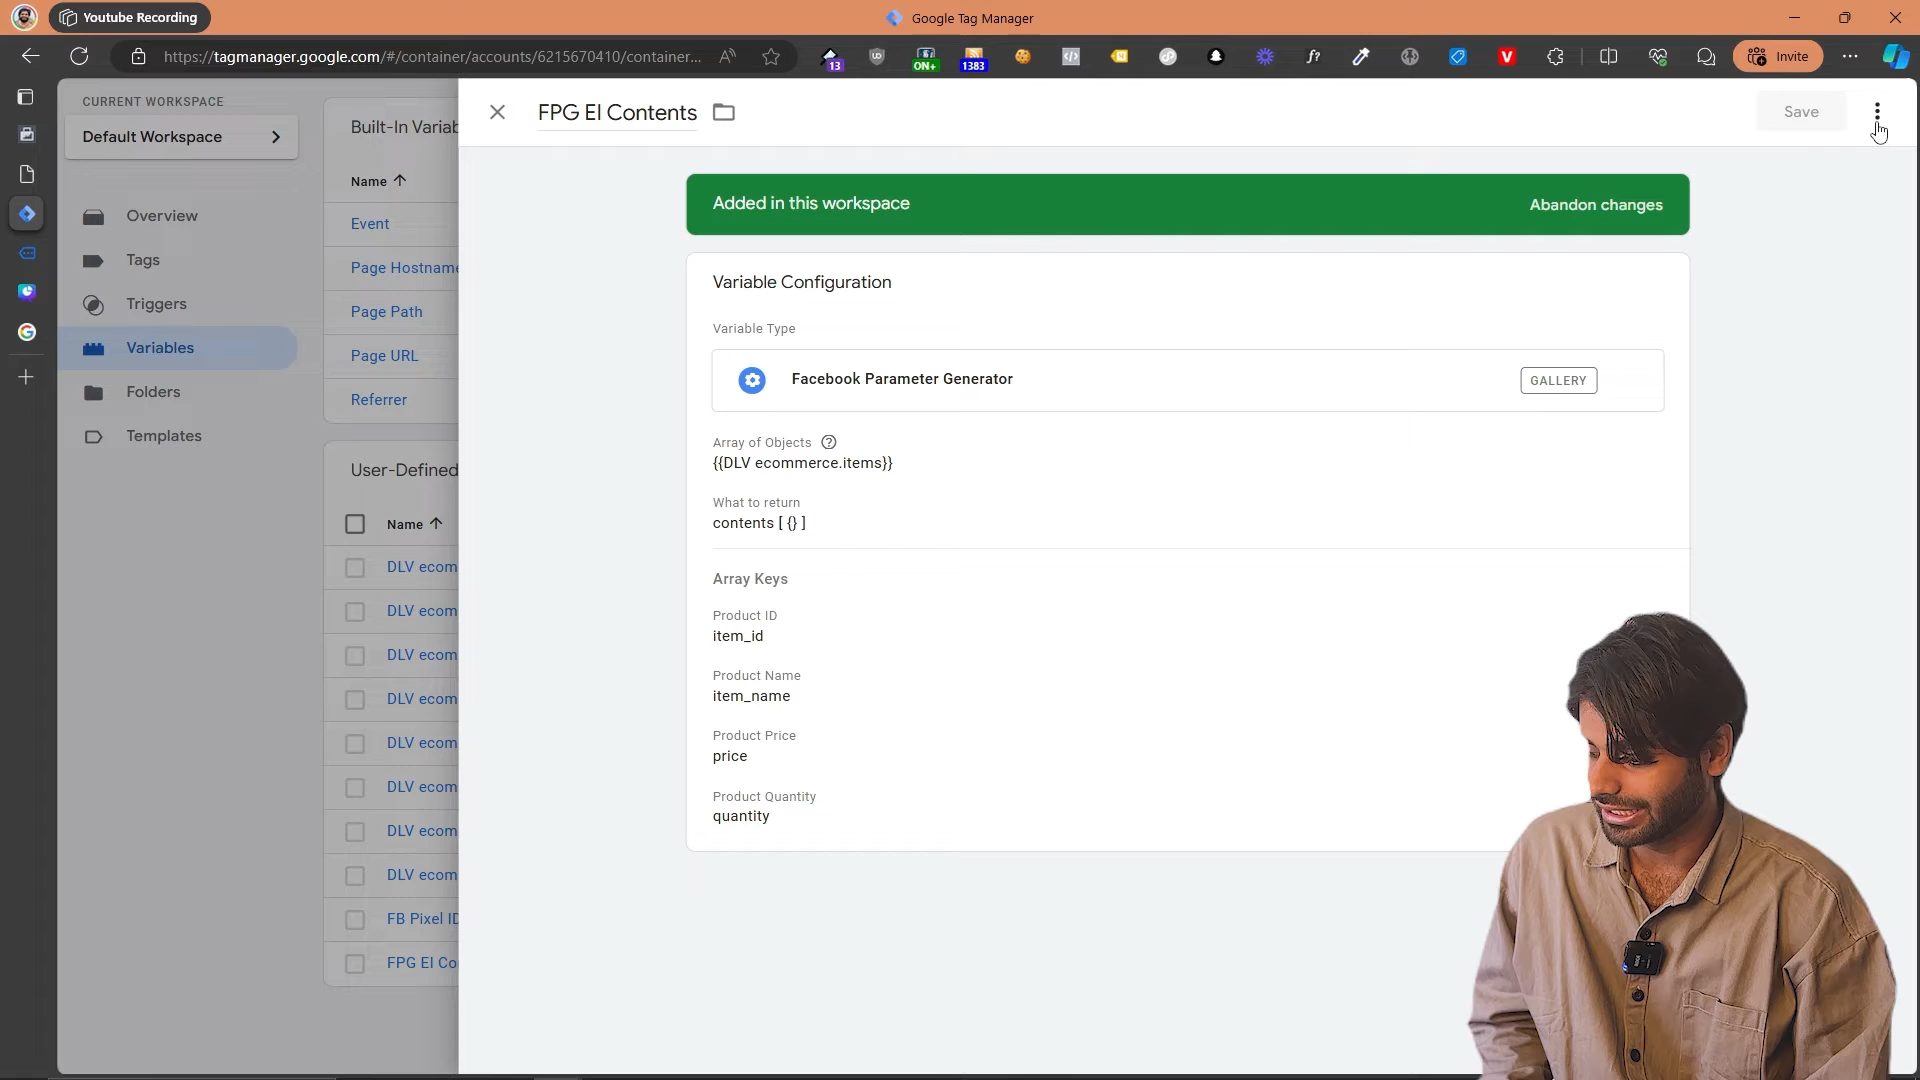 Youtube Recording
Google Tag Manager
https://tagmanager.google.com/#/container/accounts/6215670410/container...
13
ON+
1383
Invite
CURRENT WORKSPACE
Default Workspace
Overview
Tags
Triggers
Variables
Folders
Templates
Built-In Variab
Name
Event
Page Hostname
Page Path
Page URL
Referrer
User-Defined
Name
DLV ecom
DLV ecom
DLV ecom
DLV ecom
DLV ecom
DLV ecom
DLV ecom
DLV ecom
FB Pixel ID
FPG EI Co
FPG EI Contents
Save
Added in this workspace
Abandon changes
Variable Configuration
Variable Type
Facebook Parameter Generator
GALLERY
Array of Objects
{{DLV ecommerce.items}}
What to return
contents [ {} ]
Array Keys
Product ID
item_id
Product Name
item_name
Product Price
price
Product Quantity
quantity